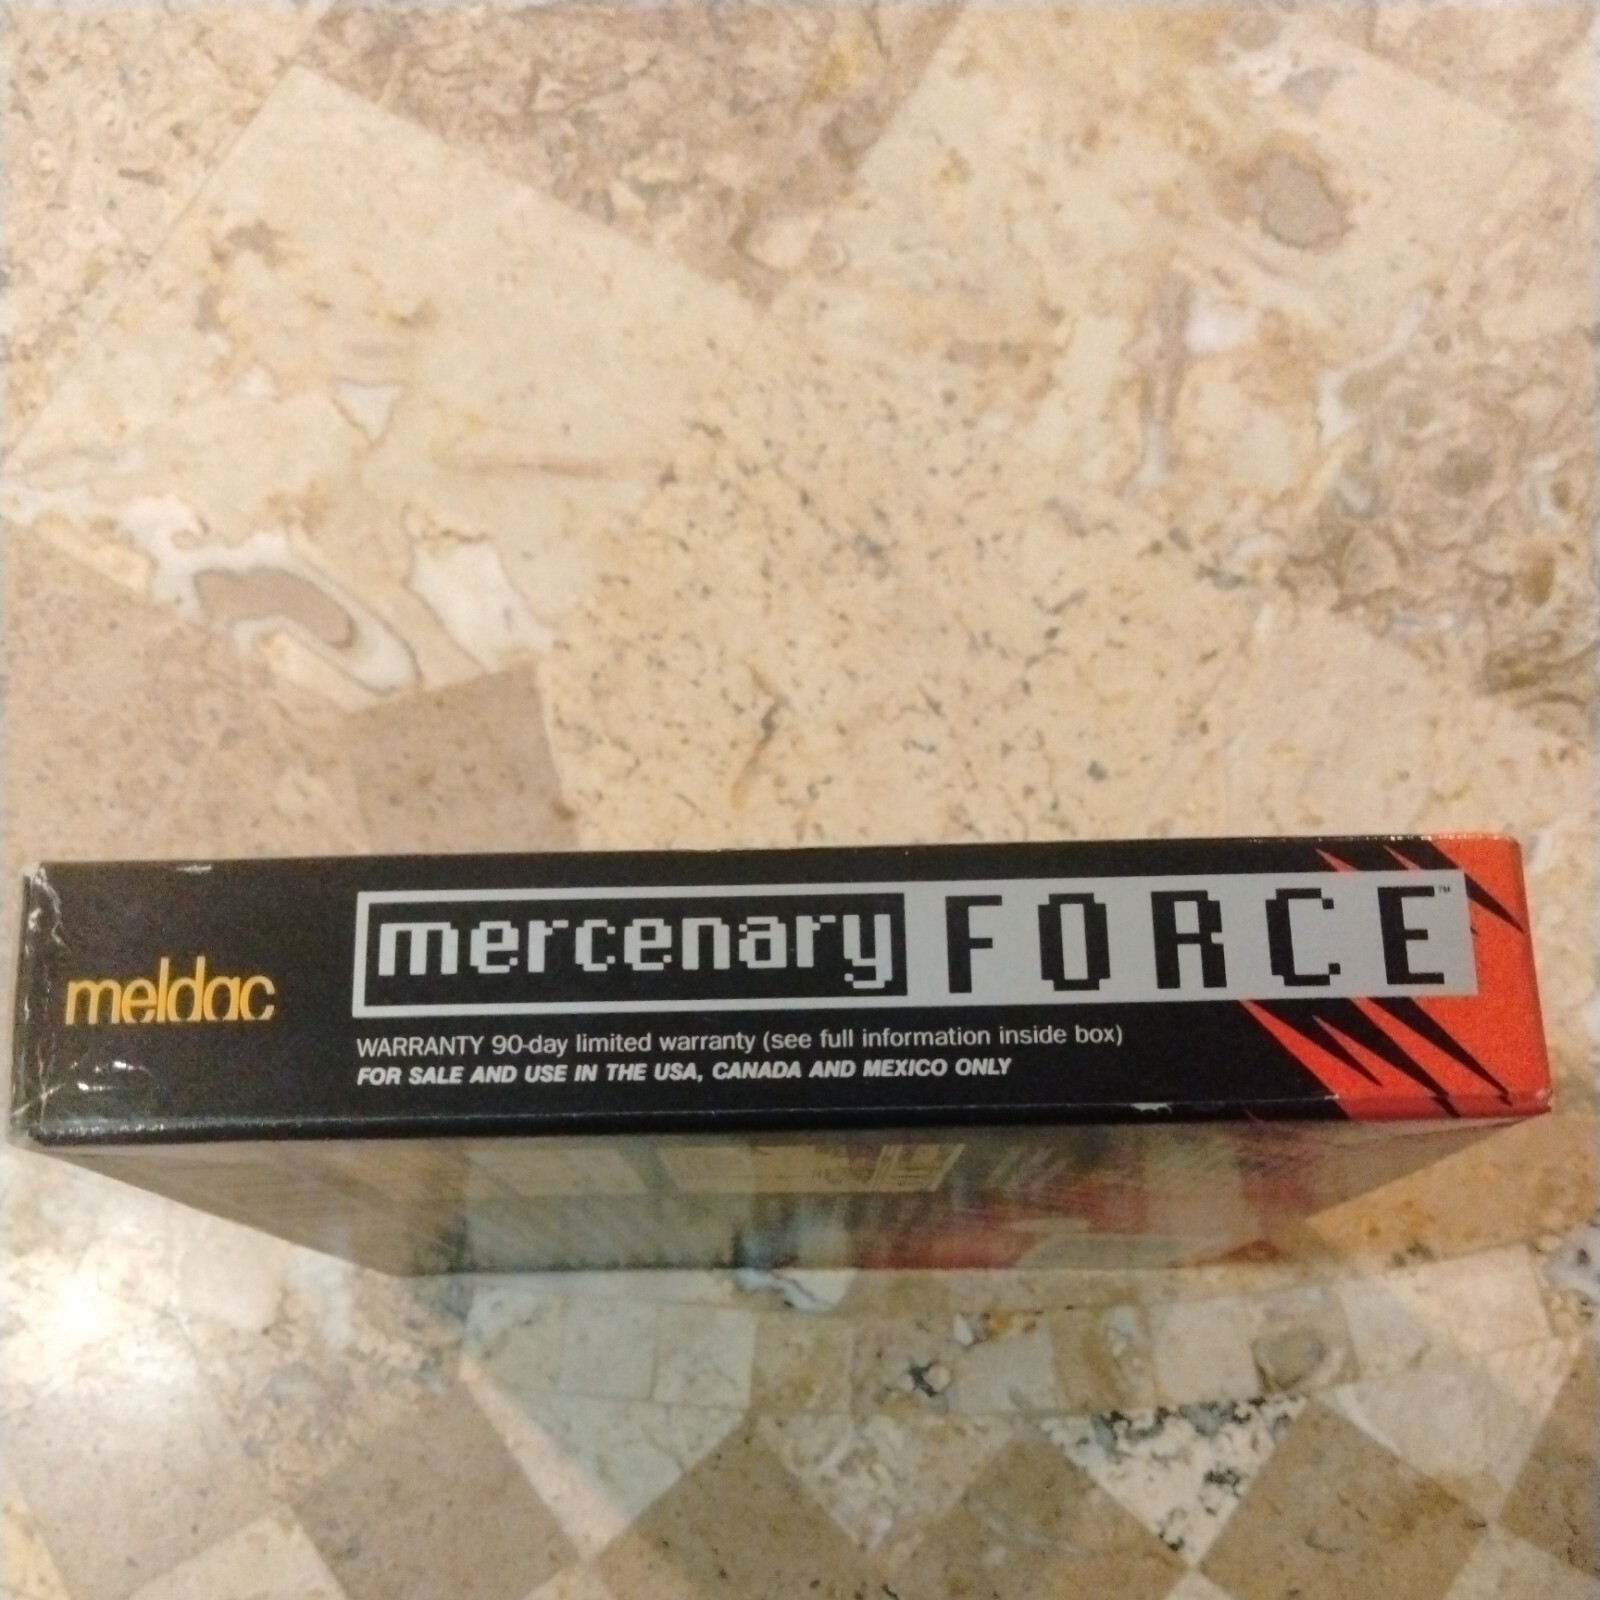 meldac
mercenary FORCE™
WARRANTY 90-day limited warranty (see full information inside box)
FOR SALE AND USE IN THE USA, CANADA AND MEXICO ONLY